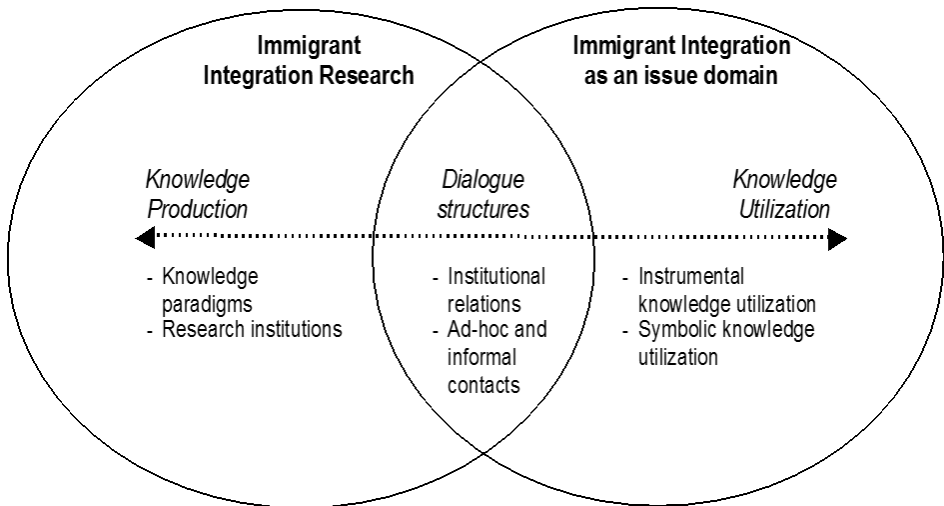 Immigrant
Integration Research
Immigrant Integration
as an issue domain
Knowledge
Production
Dialogue
structures
Knowledge
Utilization
- Knowledge
paradigms
- Research institutions
- Institutional
relations
- Ad-hoc and
informal
contacts
- Instrumental
knowledge utilization
- Symbolic knowledge
utilization